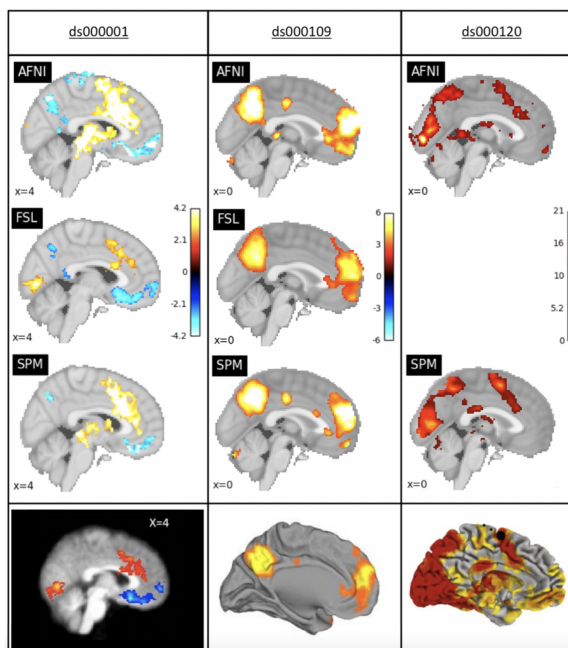 ds000001 ds000109 ds000120
AFNI AFNI AFNI
x=4 x=0 x=0
FSL FSL
4.2 6 21
2.1 3 16
0 0 10
-2.1 -3 5.2
-4.2 -6 0
x=4 x=0
SPM SPM SPM
x=4 x=0 x=0
X=4